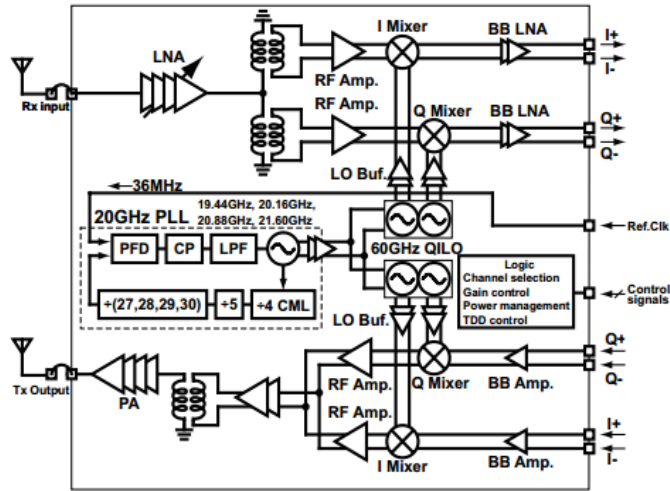 I Mixer
BB LNA
I+
I-
LNA
RF Amp.
RF Amp.
Rx input
Q Mixer
BB LNA
Q+
Q-
LO Buf.
36MHz
19.44GHz, 20.16GHz,
20.88GHz, 21.60GHz
20GHz PLL
Ref.Clk
PFD
CP
LPF
60GHz QILO
Logic
Channel selection
Gain control
Power management
TDD control
Control
signals
÷(27,28,29,30)
÷5
÷4 CML
LO Buf.
Q+
Q-
RF Amp.
Q Mixer
BB Amp.
Tx Output
PA
RF Amp.
I+
I-
I Mixer
BB Amp.